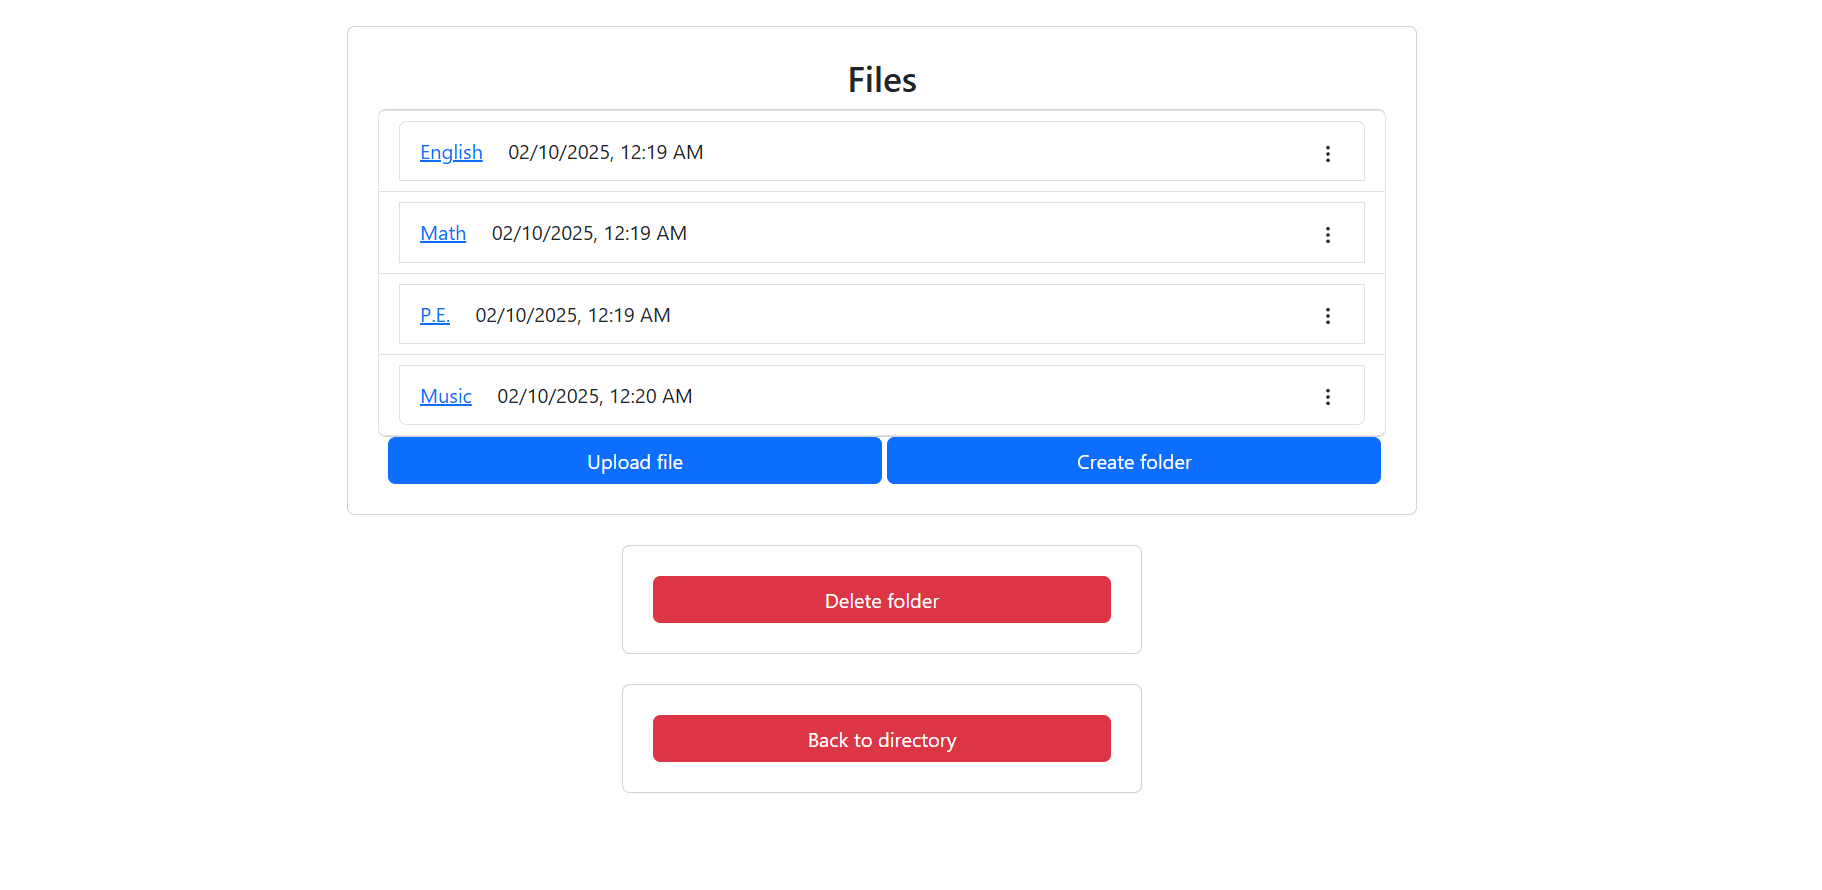 Files
English 02/10/2025, 12:19 AM
Math 02/10/2025, 12:19 AM
P.E. 02/10/2025, 12:19 AM
Music 02/10/2025, 12:20 AM
Upload file Create folder
Delete folder
Back to directory